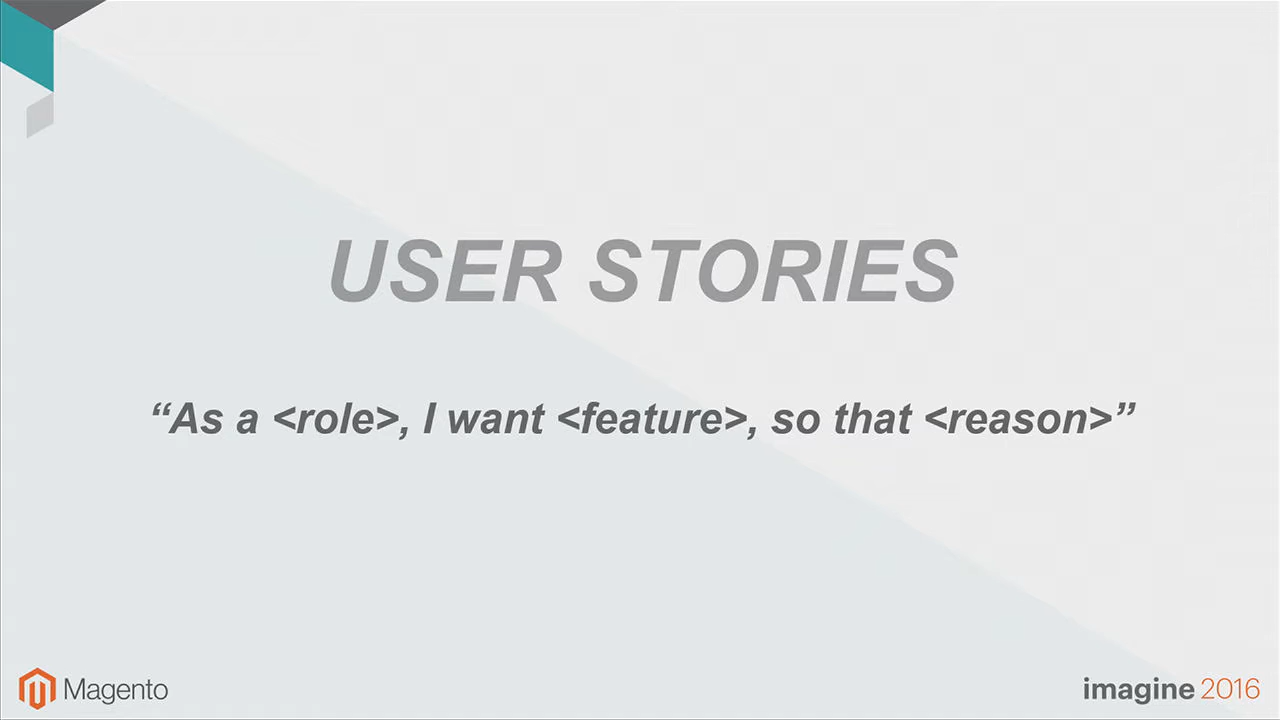 USER STORIES
“As a <role>, I want <feature>, so that <reason>”
Magento
imagine 2016